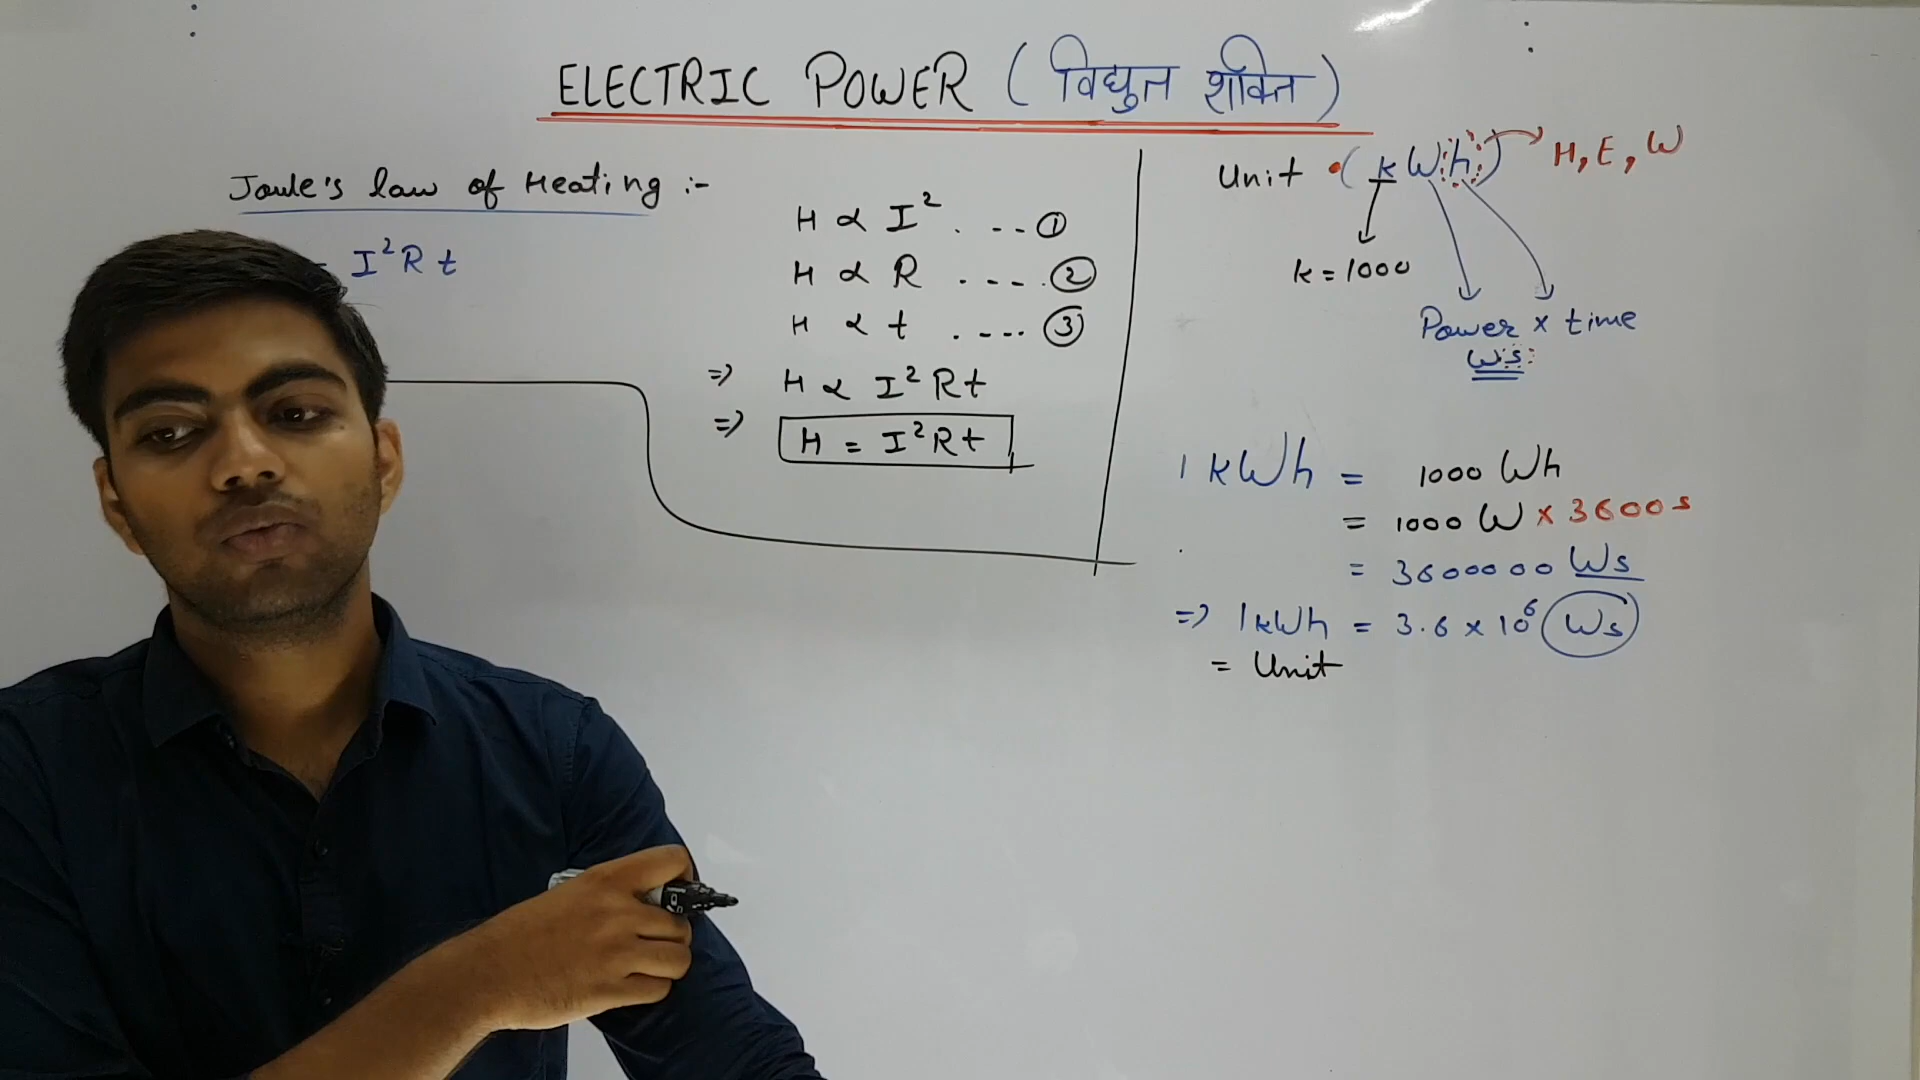 ELECTRIC POWER (विद्युत शक्ति)
Joule's law of Heating :-
= I²Rt
H ∝ I² . --- ①
H ∝ R ---- ②
H ∝ t ---- ③
=> H ∝ I²Rt
=> H = I²Rt
Unit • (kWh) H, E, W
k = 1000
Power × time
Ws
1 kWh = 1000 Wh
= 1000 W × 3600s
= 3600000 Ws
=> 1kWh = 3.6 × 10⁶ Ws
= Unit